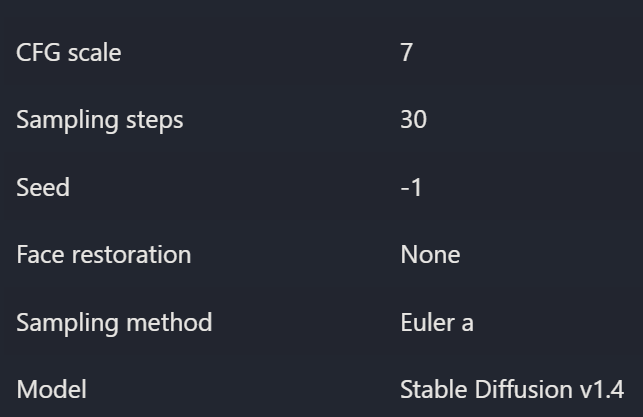 CFG scale 7
Sampling steps 30
Seed -1
Face restoration None
Sampling method Euler a
Model Stable Diffusion v1.4